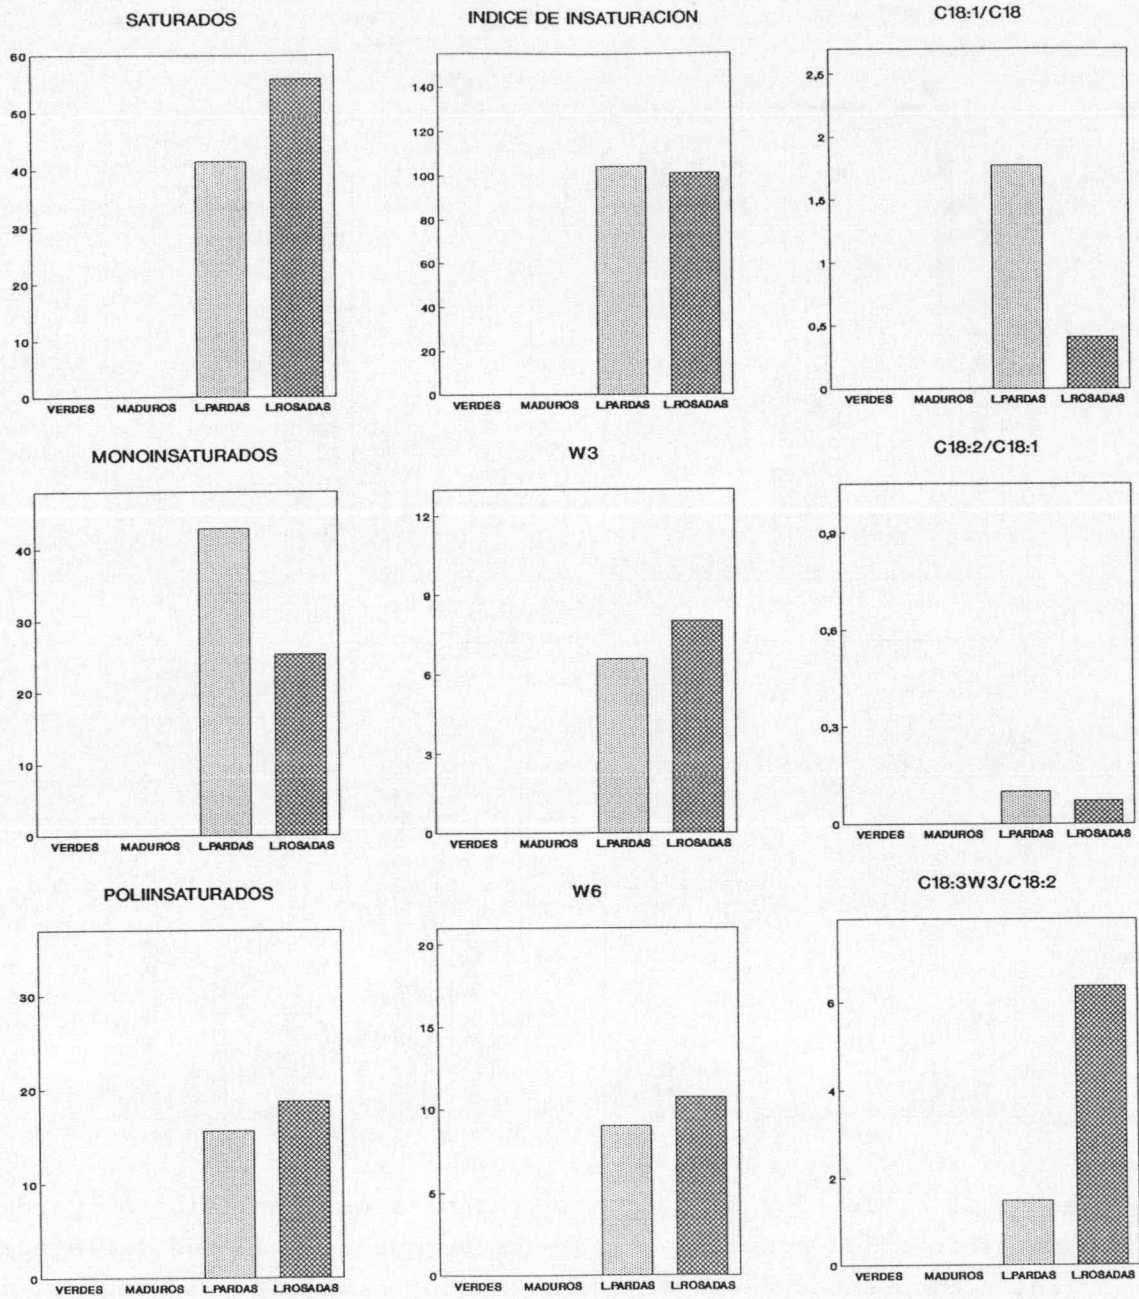 SATURADOS
60
50
40
30
20
10
0
VERDES MADUROS L.PARDAS L.ROSADAS
INDICE DE INSATURACION
140
120
100
80
60
40
20
0
VERDES MADUROS L.PARDAS L.ROSADAS
C18:1/C18
2,5
2
1,5
1
0,5
0
VERDES MADUROS L.PARDAS L.ROSADAS
MONOINSATURADOS
40
30
20
10
0
VERDES MADUROS L.PARDAS L.ROSADAS
W3
12
9
6
3
0
VERDES MADUROS L.PARDAS L.ROSADAS
C18:2/C18:1
0,9
0,6
0,3
0
VERDES MADUROS L.PARDAS L.ROSADAS
POLIINSATURADOS
30
20
10
0
VERDES MADUROS L.PARDAS L.ROSADAS
W6
20
15
10
5
0
VERDES MADUROS L.PARDAS L.ROSADAS
C18:3W3/C18:2
6
4
2
0
VERDES MADUROS L.PARDAS L.ROSADAS